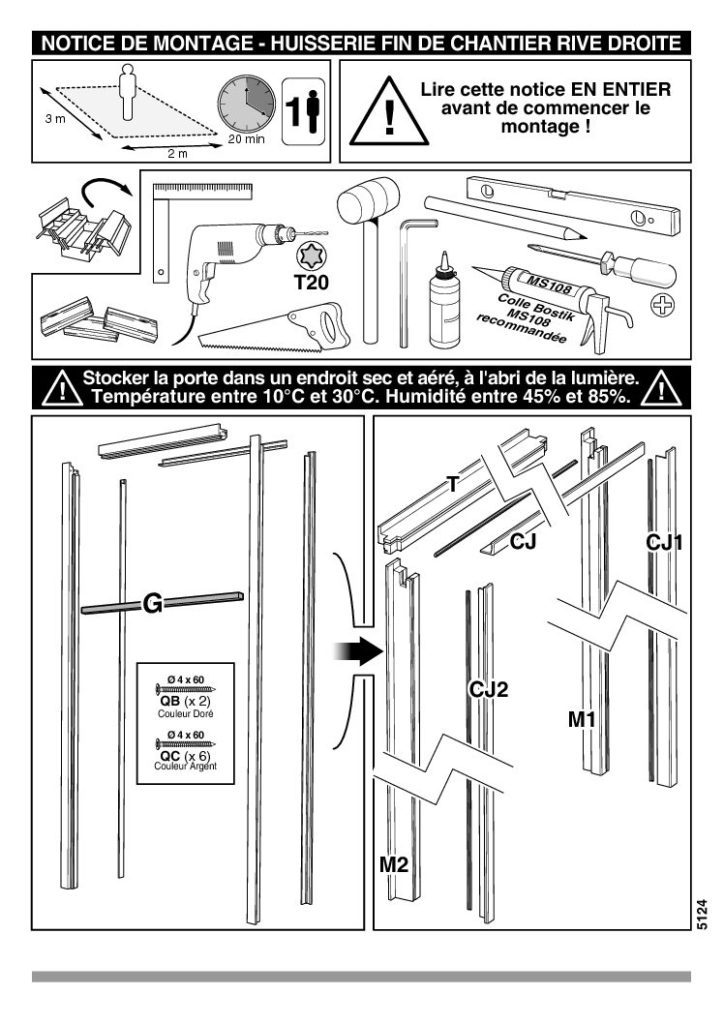 NOTICE DE MONTAGE - HUISSERIE FIN DE CHANTIER RIVE DROITE
3 m
2 m
20 min
1
Lire cette notice EN ENTIER
avant de commencer le
montage !
!
T20
MS108
Colle Bostik
MS108
recommandée
! Stocker la porte dans un endroit sec et aéré, à l'abri de la lumière. !
Température entre 10°C et 30°C. Humidité entre 45% et 85%.
G
Ø 4 x 60
QB (x 2)
Couleur Doré
Ø 4 x 60
QC (x 6)
Couleur Argent
T
CJ
CJ1
CJ2
M1
M2
5124